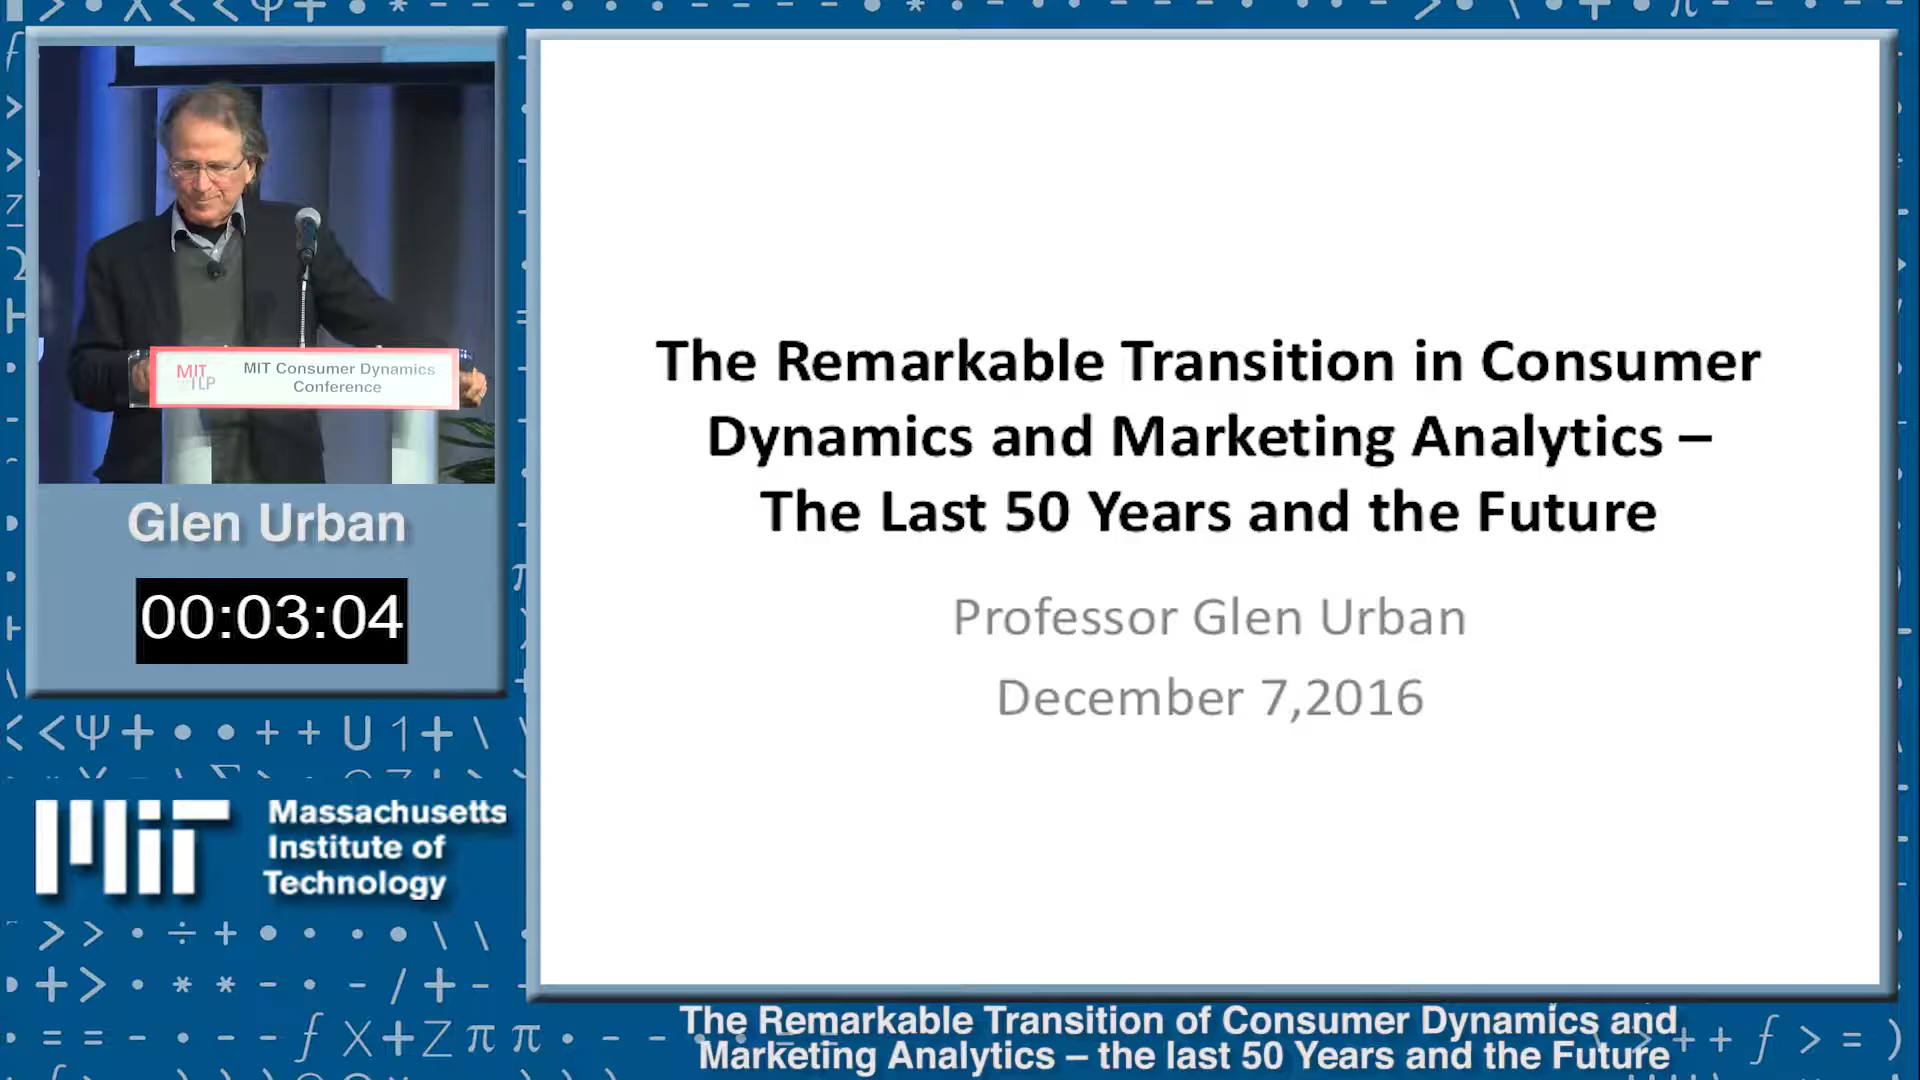 MIT
ILP
MIT Consumer Dynamics
Conference
Glen Urban
00:03:04
Massachusetts
Institute of
Technology
The Remarkable Transition in Consumer
Dynamics and Marketing Analytics –
The Last 50 Years and the Future
Professor Glen Urban
December 7,2016
The Remarkable Transition of Consumer Dynamics and
Marketing Analytics – the last 50 Years and the Future